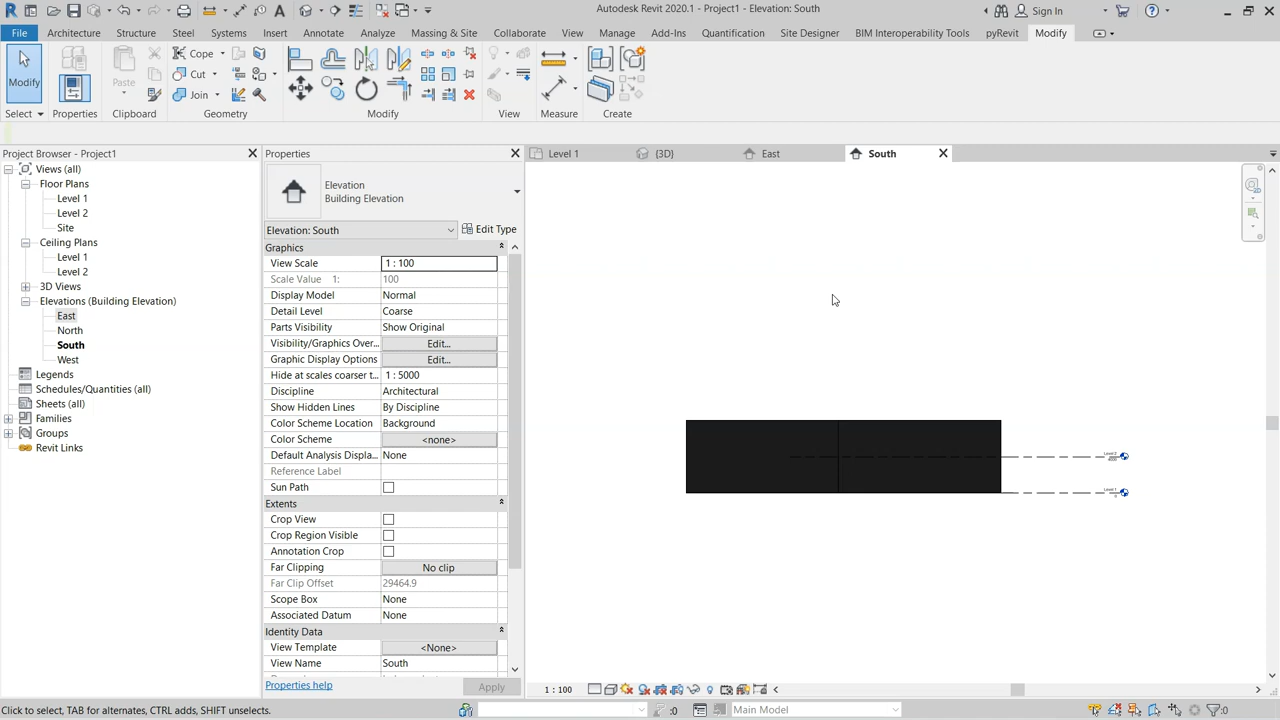 Autodesk Revit 2020.1 - Project1 - Elevation: South
Sign In
File Architecture Structure Steel Systems Insert Annotate Analyze Massing & Site Collaborate View Manage Add-Ins Quantification Site Designer BIM Interoperability Tools pyRevit Modify
Modify
Cope
Cut
Join
Paste
Select Properties Clipboard Geometry Modify View Measure Create
Project Browser - Project1
Views (all)
Floor Plans
Level 1
Level 2
Site
Ceiling Plans
Level 1
Level 2
3D Views
Elevations (Building Elevation)
East
North
South
West
Legends
Schedules/Quantities (all)
Sheets (all)
Families
Groups
Revit Links
Properties
Elevation
Building Elevation
Elevation: South
Edit Type
Graphics
View Scale 1 : 100
Scale Value 1: 100
Display Model Normal
Detail Level Coarse
Parts Visibility Show Original
Visibility/Graphics Over... Edit...
Graphic Display Options Edit...
Hide at scales coarser t... 1 : 5000
Discipline Architectural
Show Hidden Lines By Discipline
Color Scheme Location Background
Color Scheme <none>
Default Analysis Displa... None
Reference Label
Sun Path
Extents
Crop View
Crop Region Visible
Annotation Crop
Far Clipping No clip
Far Clip Offset 29464.9
Scope Box None
Associated Datum None
Identity Data
View Template <None>
View Name South
Properties help
Apply
Level 1 {3D} East South
Level 2
4000
Level 1
0
1 : 100
Click to select, TAB for alternates, CTRL adds, SHIFT unselects.
:0
Main Model
:0